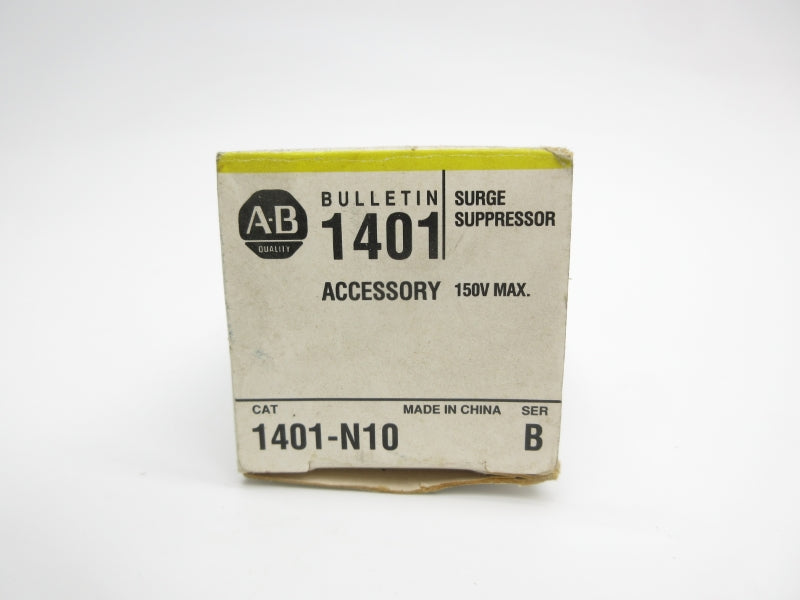 A-B
QUALITY
BULLETIN
1401
SURGE
SUPPRESSOR
ACCESSORY 150V MAX.
CAT MADE IN CHINA SER
1401-N10 B